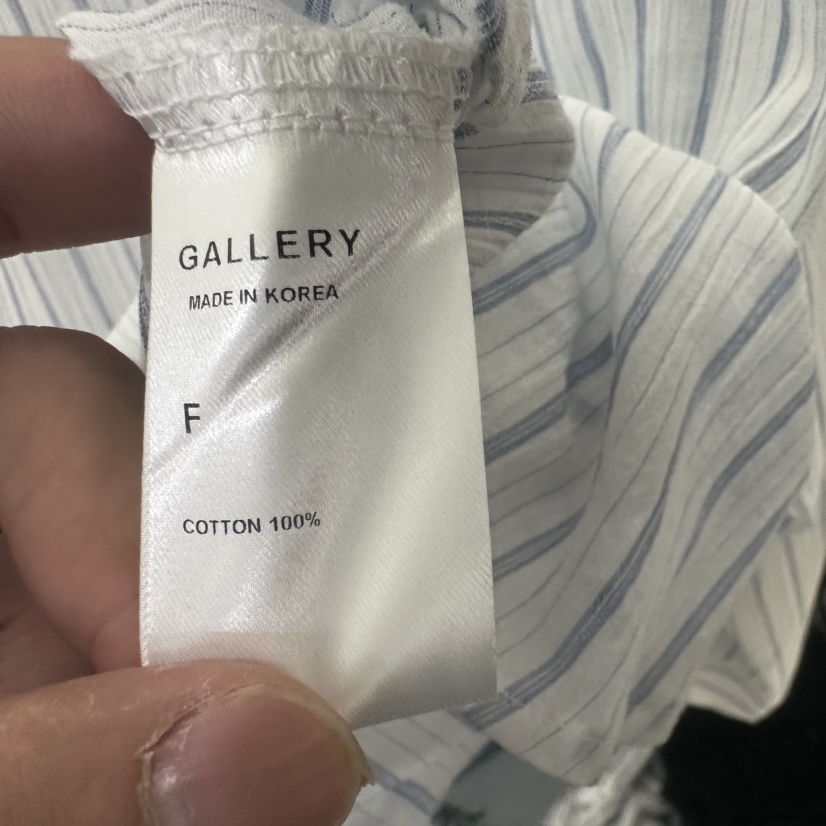 GALLERY
MADE IN KOREA
F
COTTON 100%